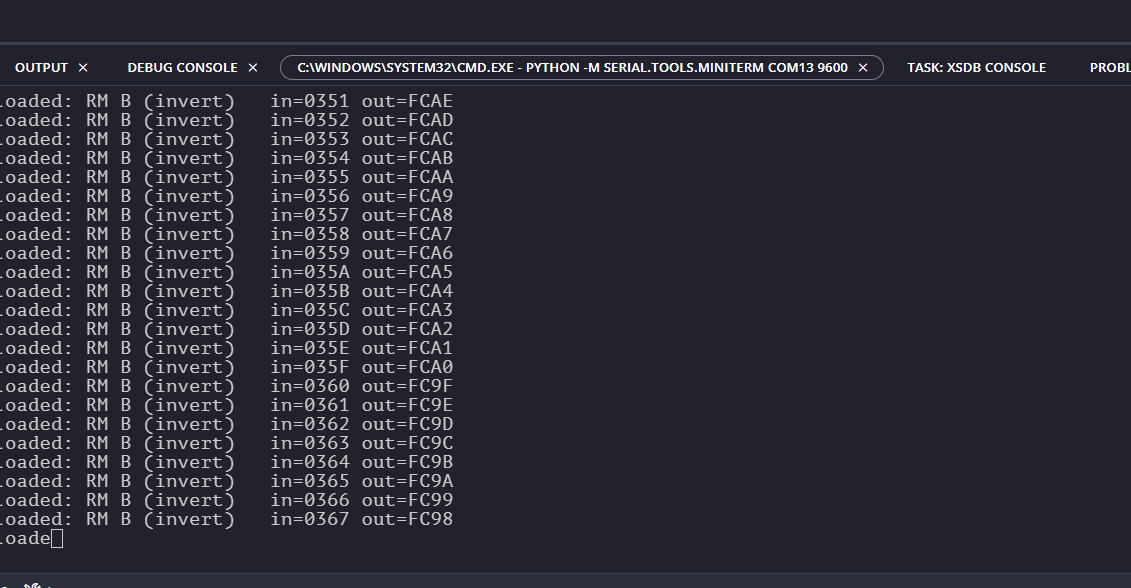 OUTPUT × DEBUG CONSOLE × C:\WINDOWS\SYSTEM32\CMD.EXE - PYTHON -M SERIAL.TOOLS.MINITERM COM13 9600 × TASK: XSDB CONSOLE PROBL
loaded: RM B (invert) in=0351 out=FCAE
loaded: RM B (invert) in=0352 out=FCAD
loaded: RM B (invert) in=0353 out=FCAC
loaded: RM B (invert) in=0354 out=FCAB
loaded: RM B (invert) in=0355 out=FCAA
loaded: RM B (invert) in=0356 out=FCA9
loaded: RM B (invert) in=0357 out=FCA8
loaded: RM B (invert) in=0358 out=FCA7
loaded: RM B (invert) in=0359 out=FCA6
loaded: RM B (invert) in=035A out=FCA5
loaded: RM B (invert) in=035B out=FCA4
loaded: RM B (invert) in=035C out=FCA3
loaded: RM B (invert) in=035D out=FCA2
loaded: RM B (invert) in=035E out=FCA1
loaded: RM B (invert) in=035F out=FCA0
loaded: RM B (invert) in=0360 out=FC9F
loaded: RM B (invert) in=0361 out=FC9E
loaded: RM B (invert) in=0362 out=FC9D
loaded: RM B (invert) in=0363 out=FC9C
loaded: RM B (invert) in=0364 out=FC9B
loaded: RM B (invert) in=0365 out=FC9A
loaded: RM B (invert) in=0366 out=FC99
loaded: RM B (invert) in=0367 out=FC98
loade